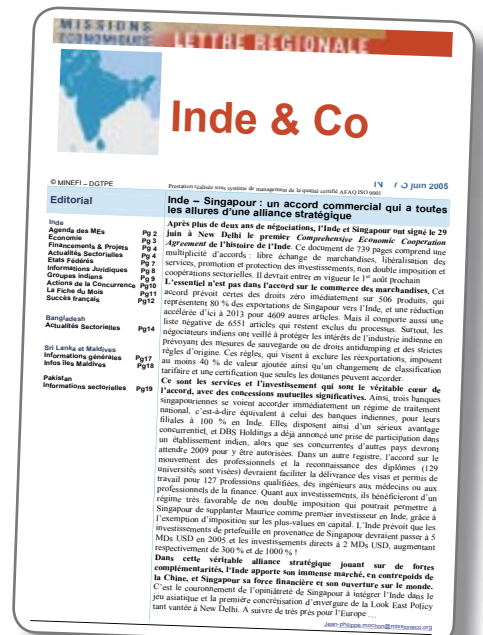 MISSIONS
ECONOMIQUES
LETTRE REGIONALE
Inde & Co
© MINEFI – DGTPE
Prestation réalisée sous système de management de la qualité certifié AFAQ ISO 9001
juin 2005
Editorial
Inde
Agenda des MEs Pg 2
Economie Pg 3
Financements & Projets Pg 4
Actualités Sectorielles Pg 4
Etats Fédérés Pg 7
Informations Juridiques Pg 8
Groupes indiens Pg 9
Actions de la Concurrence Pg10
La Fiche du Mois Pg11
Succès français Pg12
Bangladesh
Actualités Sectorielles Pg14
Sri Lanka et Maldives
Informations générales Pg17
Infos îles Maldives Pg18
Pakistan
Informations sectorielles Pg19
Inde – Singapour : un accord commercial qui a toutes
les allures d'une alliance stratégique
Après plus de deux ans de négociations, l'Inde et Singapour ont signé le 29
juin à New Delhi le premier Comprehensive Economic Cooperation
Agreement de l'histoire de l'Inde. Ce document de 739 pages comprend une
multiplicité d'accords : libre échange de marchandises, libéralisation des
services, promotion et protection des investissements, non double imposition et
coopérations sectorielles. Il devrait entrer en vigueur le 1er août prochain
L'essentiel n'est pas dans l'accord sur le commerce des marchandises. Cet
accord prévoit certes des droits zéro immédiatement sur 506 produits, qui
représentent 80 % des exportations de Singapour vers l'Inde, et une réduction
accélérée d'ici à 2013 pour 4609 autres articles. Mais il comporte aussi une
liste négative de 6551 articles qui restent exclus du processus. Surtout, les
négociateurs indiens ont veillé à protéger les intérêts de l'industrie indienne en
prévoyant des mesures de sauvegarde ou de droits antidumping et des strictes
règles d'origine. Ces règles, qui visent à exclure les réexportations, imposent
au moins 40 % de valeur ajoutée ainsi qu'un changement de classification
tarifaire et une certification que seules les douanes peuvent accorder.
Ce sont les services et l'investissement qui sont le véritable cœur de
l'accord, avec des concessions mutuelles significatives. Ainsi, trois banques
singapouriennes se voient accorder immédiatement un régime de traitement
national, c'est-à-dire équivalent à celui des banques indiennes, pour leurs
filiales à 100 % en Inde. Elles disposent ainsi d'un sérieux avantage
concurrentiel, et DBS Holdings a déjà annoncé une prise de participation dans
un établissement indien, alors que ses concurrentes d'autres pays devront
attendre 2009 pour y être autorisées. Dans un autre registre, l'accord sur le
mouvement des professionnels et la reconnaissance des diplômes (129
universités sont visées) devraient faciliter la délivrance des visas et permis de
travail pour 127 professions qualifiées, des ingénieurs aux médecins ou aux
professionnels de la finance. Quant aux investissements, ils bénéficieront d'un
régime très favorable de non double imposition qui pourrait permettre à
Singapour de supplanter Maurice comme premier investisseur en Inde, grâce à
l'exemption d'imposition sur les plus-values en capital. L'Inde prévoit que les
investissements de portefeuille en provenance de Singapour devraient passer à 5
MDs USD en 2005 et les investissements directs à 2 MDs USD, augmentant
respectivement de 300 % et de 1000 % !
Dans cette véritable alliance stratégique jouant sur de fortes
complémentarités, l'Inde apporte son immense marché, en contrepoids de
la Chine, et Singapour sa force financière et son ouverture sur le monde.
C'est le couronnement de l'opiniâtreté de Singapour à intégrer l'Inde dans le
jeu asiatique et la première concrétisation d'envergure de la Look East Policy
tant vantée à New Delhi. A suivre de très près pour l'Europe …
Jean-philippe.mochon@missioneco.org